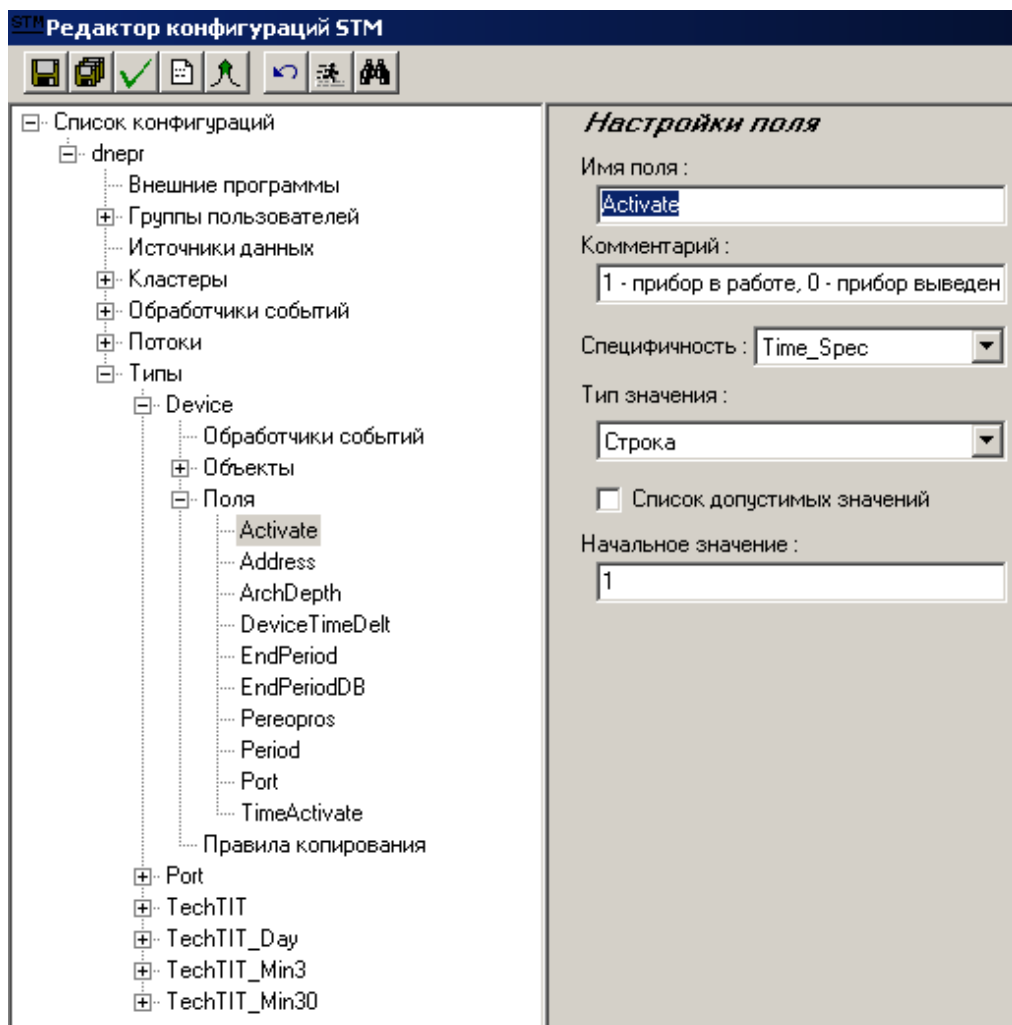 STM Редактор конфигураций STM
Список конфигураций
dnepr
Внешние программы
Группы пользователей
Источники данных
Кластеры
Обработчики событий
Потоки
Типы
Device
Обработчики событий
Объекты
Поля
Activate
Address
ArchDepth
DeviceTimeDelt
EndPeriod
EndPeriodDB
Pereopros
Period
Port
TimeActivate
Правила копирования
Port
TechTIT
TechTIT_Day
TechTIT_Min3
TechTIT_Min30
Настройки поля
Имя поля :
Activate
Комментарий :
1 - прибор в работе, 0 - прибор выведен
Специфичность : Time_Spec
Тип значения :
Строка
Список допустимых значений
Начальное значение :
1